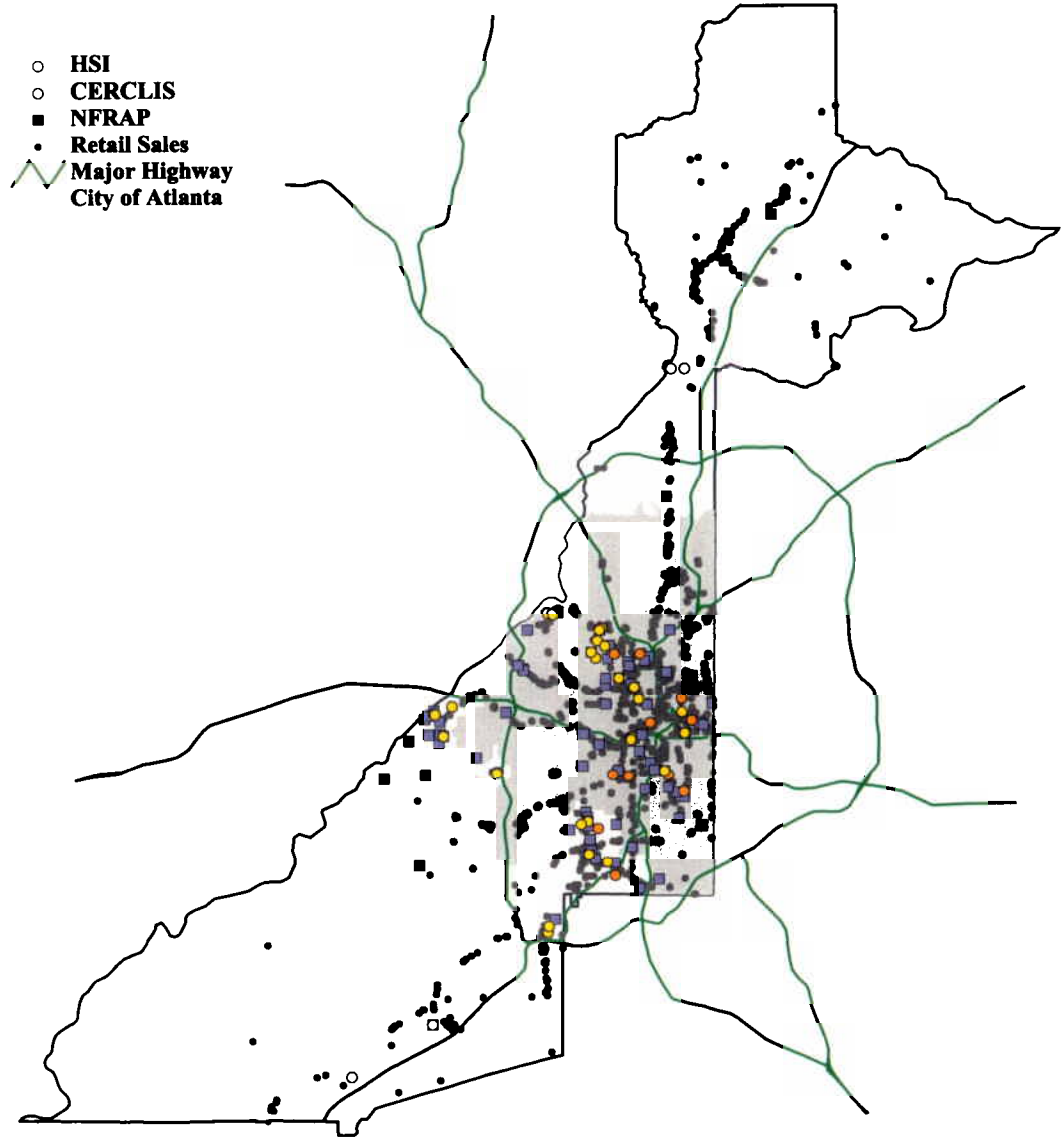 HSI
CERCLIS
NFRAP
Retail Sales
Major Highway
City of Atlanta